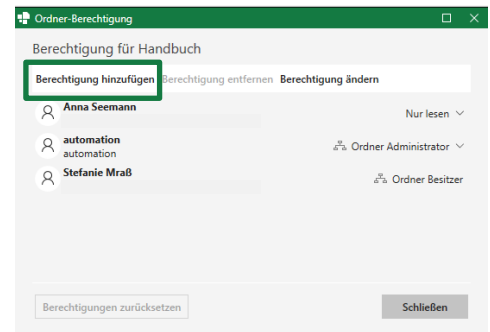 Ordner-Berechtigung
Berechtigung für Handbuch
Berechtigung hinzufügen Berechtigung entfernen Berechtigung ändern
Anna Seemann
Nur lesen
automation
automation
Ordner Administrator
Stefanie Mraß
Ordner Besitzer
Berechtigungen zurücksetzen
Schließen